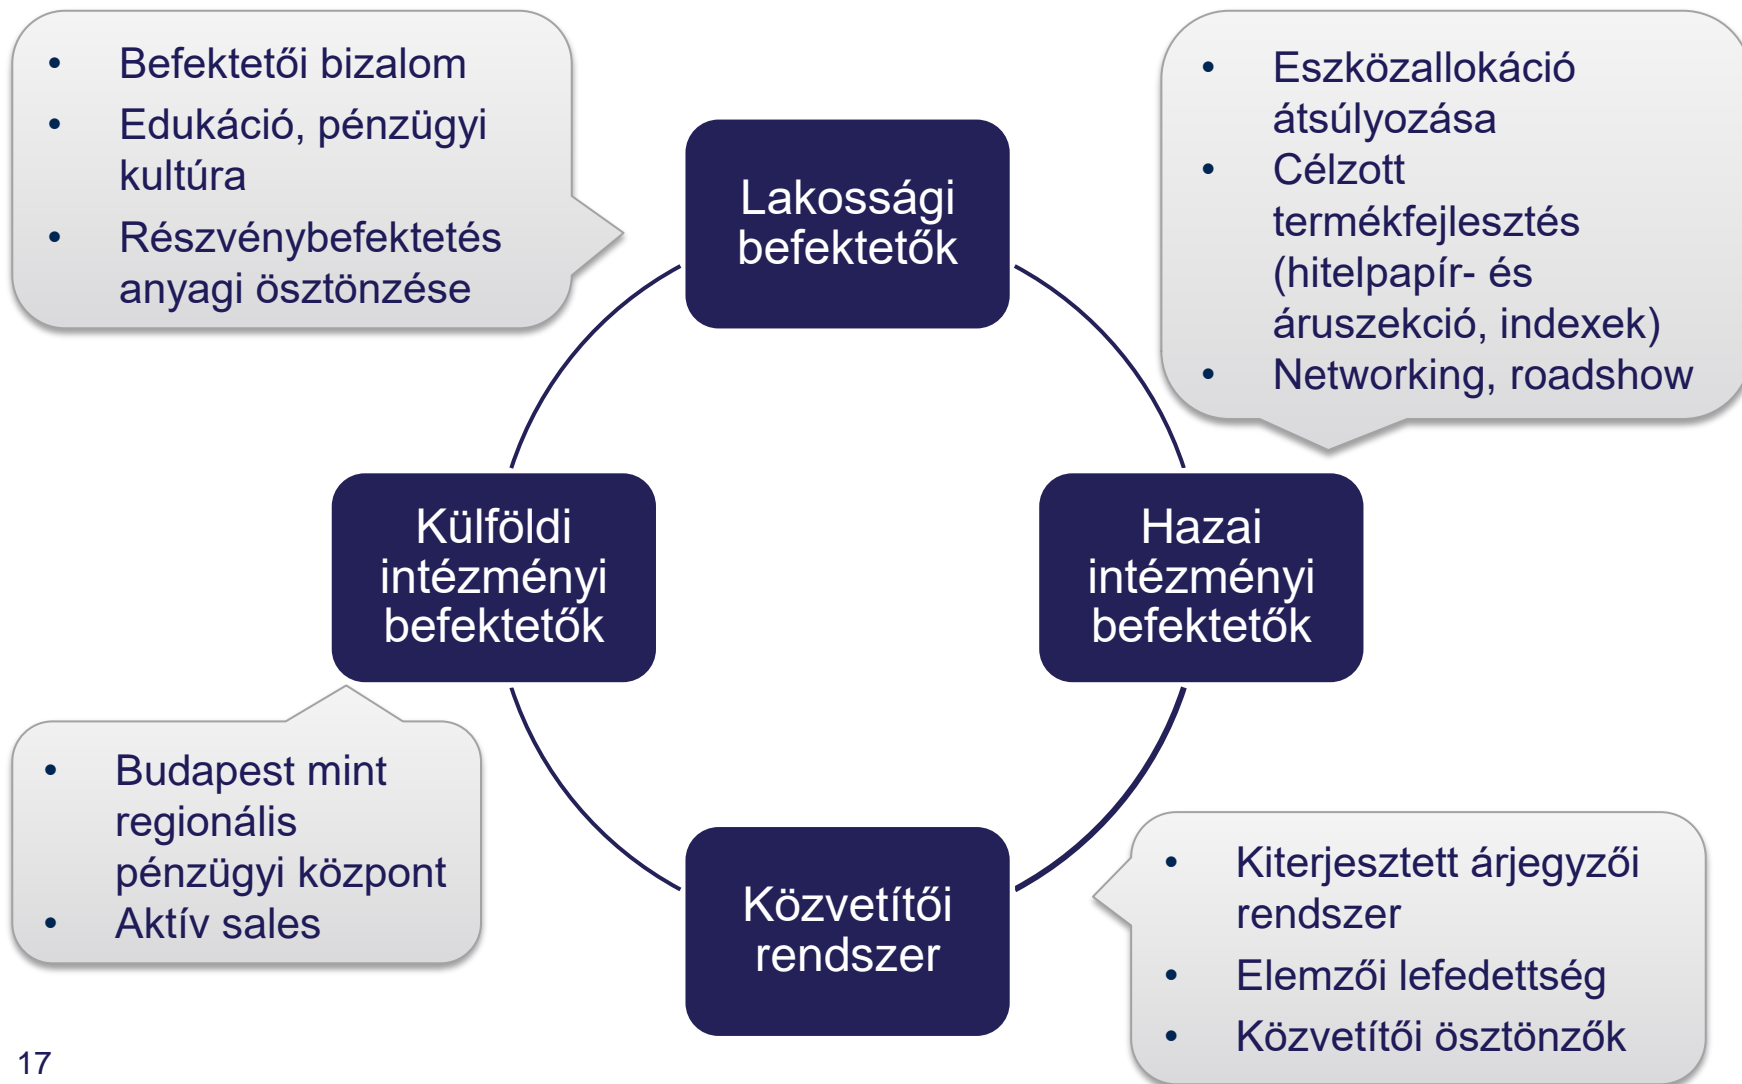 • Befektetői bizalom
• Edukáció, pénzügyi
kultúra
• Részvénybefektetés
anyagi ösztönzése
Lakossági
befektetők
• Eszközallokáció
átsúlyozása
• Célzott
termékfejlesztés
(hitelpapír- és
áruszekció, indexek)
• Networking, roadshow
Külföldi
intézményi
befektetők
Hazai
intézményi
befektetők
• Budapest mint
regionális
pénzügyi központ
• Aktív sales
Közvetítői
rendszer
• Kiterjesztett árjegyzői
rendszer
• Elemzői lefedettség
• Közvetítői ösztönzők
17